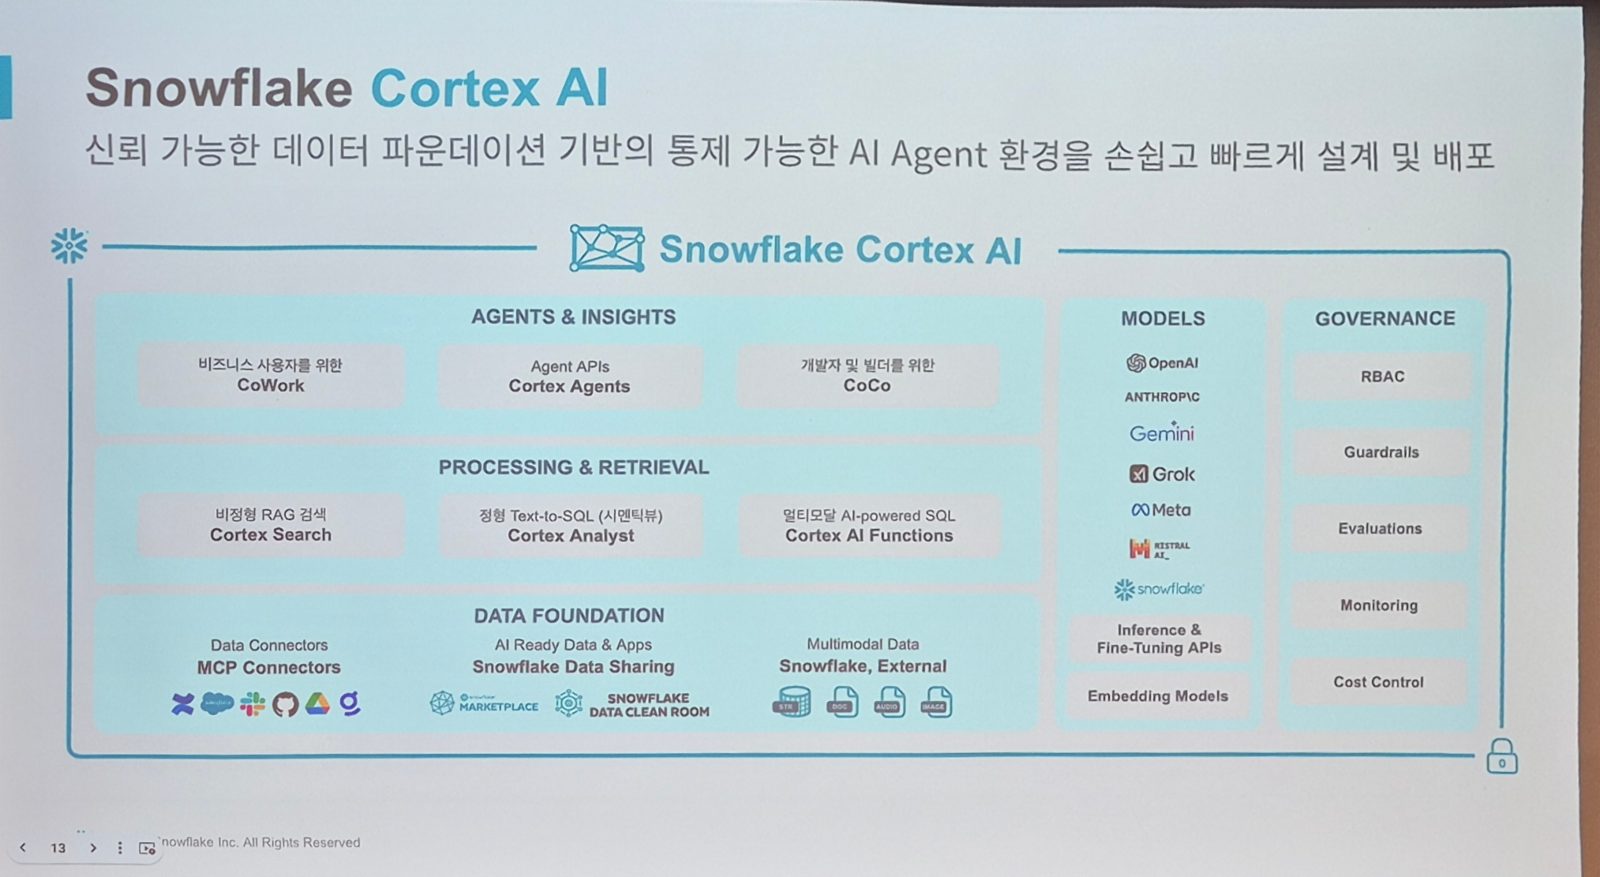 Snowflake Cortex AI
신뢰 가능한 데이터 파운데이션 기반의 통제 가능한 AI Agent 환경을 손쉽고 빠르게 설계 및 배포
Snowflake Cortex AI
AGENTS & INSIGHTS
비즈니스 사용자를 위한
CoWork
Agent APIs
Cortex Agents
개발자 및 빌더를 위한
CoCo
PROCESSING & RETRIEVAL
비정형 RAG 검색
Cortex Search
정형 Text-to-SQL (시멘틱뷰)
Cortex Analyst
멀티모달 AI-powered SQL
Cortex AI Functions
DATA FOUNDATION
Data Connectors
MCP Connectors
salesforce
AI Ready Data & Apps
Snowflake Data Sharing
snowflake
MARKETPLACE
SNOWFLAKE
DATA CLEAN ROOM
Multimodal Data
Snowflake, External
STR
DOC
AUDIO
IMAGE
MODELS
OpenAI
ANTHROP\C
Gemini
Grok
Meta
MISTRAL
AI_
snowflake
Inference &
Fine-Tuning APIs
Embedding Models
GOVERNANCE
RBAC
Guardrails
Evaluations
Monitoring
Cost Control
13
nowflake Inc. All Rights Reserved